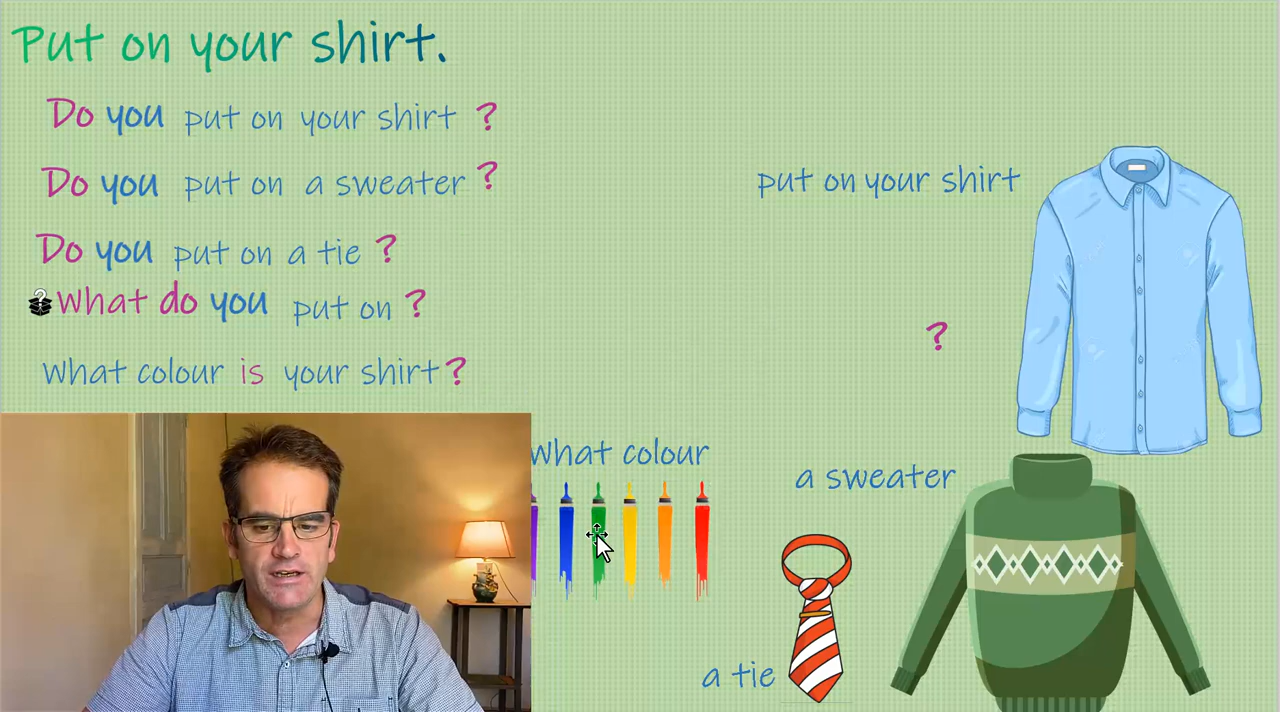 Put on your shirt.
Do you put on your shirt ?
Do you put on a sweater ?
Do you put on a tie ?
What do you put on ?
What colour is your shirt ?
put on your shirt
?
What colour
a sweater
a tie